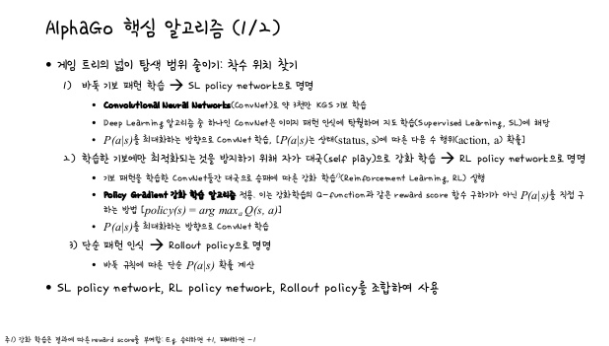 AlphaGo 핵심 알고리즘 (1/2)
• 게임 트리의 넓이 탐색 범위 줄이기: 착수 위치 찾기
1) 바둑 기보 패턴 학습 → SL policy network으로 명명
• Convolutional Neural Networks(ConvNet)로 약 3천만 KGS 기보 학습
• Deep Learning 알고리즘 중 하나인 ConvNet은 이미지 패턴 인식에 탁월하며 지도 학습(Supervised Learning, SL)에 해당
• P(a|s)를 최대화하는 방향으로 ConvNet 학습, [P(a|s)는 상태(status, s)에 따른 다음 수 행위(action, a) 확률]
2) 학습한 기보에만 최적화되는 것을 방지하기 위해 자가 대국(self play)으로 강화 학습 → RL policy network으로 명명
• 기보 패턴을 학습한 ConvNet들간 대국으로 승패에 따른 강화 학습¹⁾(Reinforcement Learning, RL) 실행
• Policy Gradient 강화 학습 알고리즘 적용. 이는 강화학습의 Q-function과 같은 reward score 함수 구하기가 아닌 P(a|s)를 직접 구
하는 방법 [policy(s) = arg maxₐ Q(s, a)]
• P(a|s)를 최대화하는 방향으로 ConvNet 학습
3) 단순 패턴 인식 → Rollout policy으로 명명
• 바둑 규칙에 따른 단순 P(a|s) 확률 계산
• SL policy network, RL policy network, Rollout policy를 조합하여 사용
주1) 강화 학습은 결과에 따른 reward score를 부여함: E.g. 승리하면 +1, 패배하면 -1